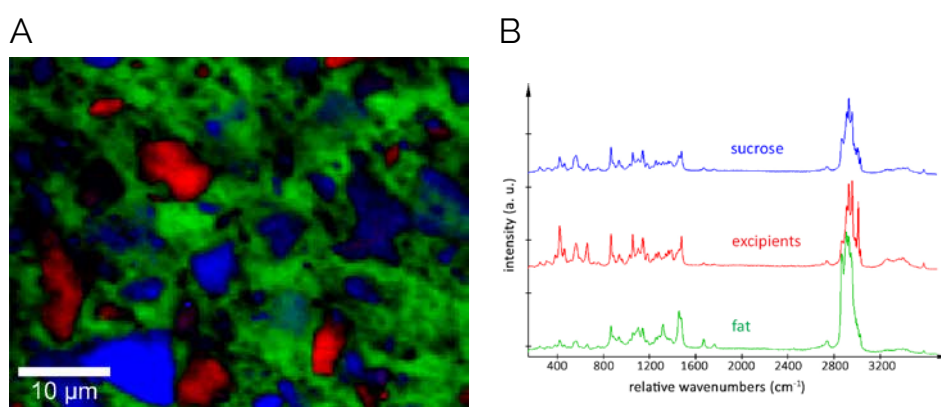 A
B
10 µm
intensity (a. u.)
sucrose
excipients
fat
400 800 1200 1600 2000 2400 2800 3200
relative wavenumbers (cm⁻¹)